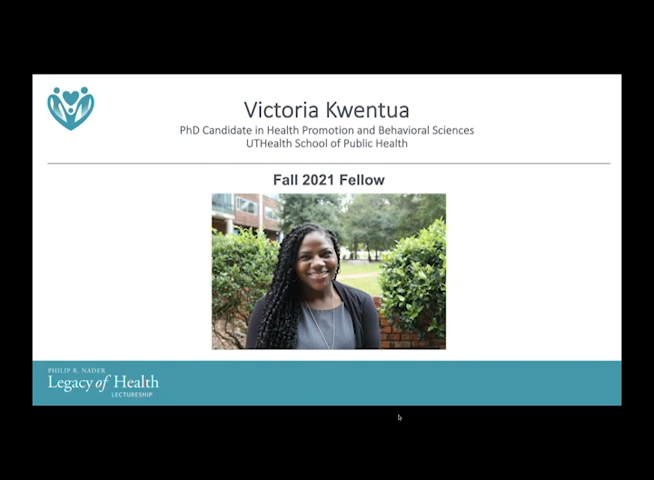 Victoria Kwentua
PhD Candidate in Health Promotion and Behavioral Sciences
UTHealth School of Public Health
Fall 2021 Fellow
PHILIP R. NADER
Legacy of Health
LECTURESHIP